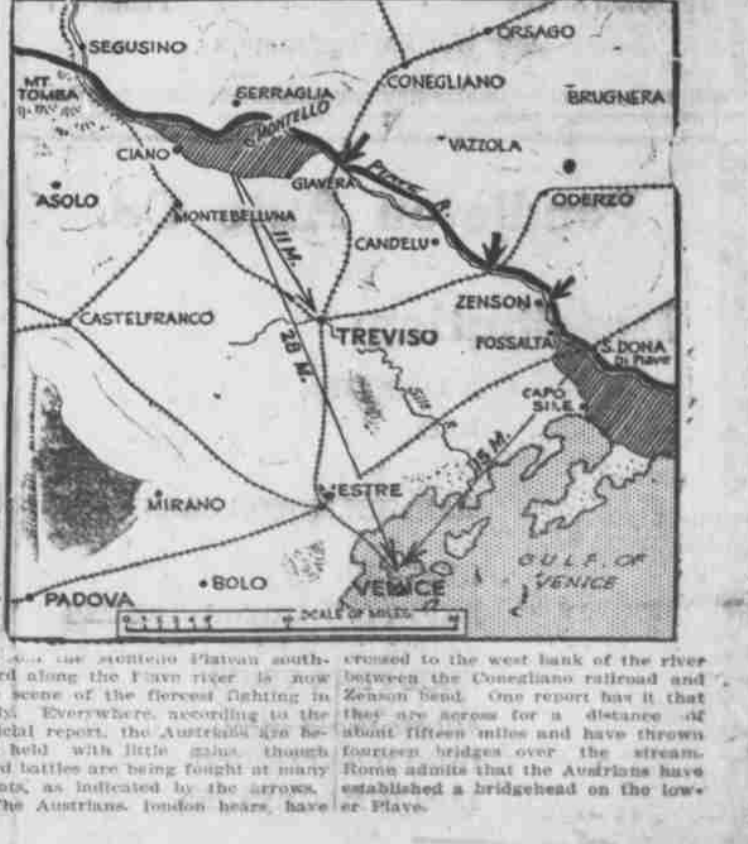 ORSAGO
SEGUSINO
CONEGLIANO
MT.
TOMBA
SERRAGLIA
BRUGNERA
MONTELLO
VAZZOLA
CIANO
PIAVE R.
GIAVERA
ASOLO
ODERZO
MONTEBELLUNA
11 M.
CANDELU
ZENSON
CASTELFRANCO
TREVISO
FOSSALTA
S. DONA
DI PIAVE
28 M.
SILE R.
CAPO
SILE
15 M.
'ESTRE
MIRANO
GULF OF
VENICE
BOLO
VENICE
PADOVA
SCALE OF MILES
the Montello Plateau south-
rd along the Piave river is now
scene of the fiercest fighting in
ly. Everywhere, according to the
cial report, the Austrians are be-
held with little gains, though
d battles are being fought at many
nts, as indicated by the arrows.
The Austrians, london hears, have
crossed to the west bank of the river
between the Conegliano railroad and
Zenson bend. One report has it that
they are across for a distance of
about fifteen miles and have thrown
fourteen bridges over the stream.
Rome admits that the Austrians have
established a bridgehead on the low-
er Piave.